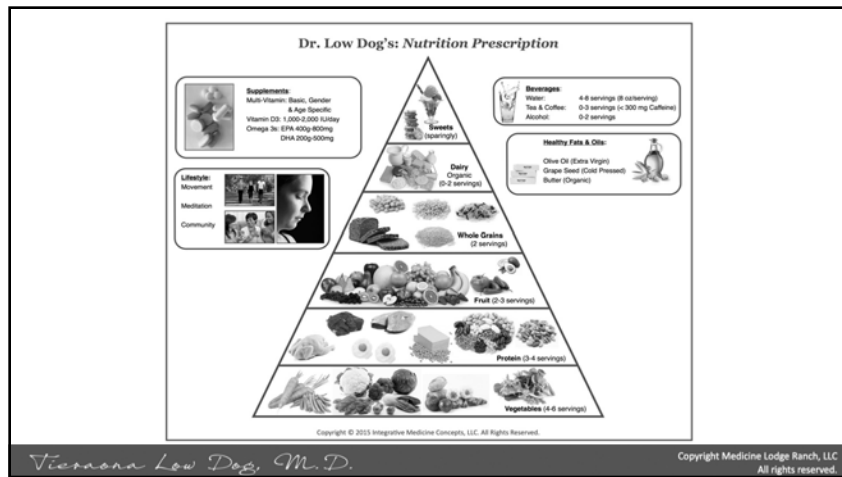 Dr. Low Dog's: Nutrition Prescription
Supplements:
Multi-Vitamin: Basic, Gender
& Age Specific
Vitamin D3: 1,000-2,000 IU/day
Omega 3s: EPA 400g-800mg
DHA 200g-500mg
Lifestyle:
Movement
Meditation
Community
Beverages:
Water: 4-8 servings (8 oz/serving)
Tea & Coffee: 0-3 servings (< 300 mg Caffeine)
Alcohol: 0-2 servings
Healthy Fats & Oils:
Olive Oil (Extra Virgin)
Grape Seed (Cold Pressed)
Butter (Organic)
Sweets
(sparingly)
Dairy
Organic
(0-2 servings)
Whole Grains
(2 servings)
Fruit (2-3 servings)
Protein (3-4 servings)
Vegetables (4-6 servings)
Copyright © 2015 Integrative Medicine Concepts, LLC. All Rights Reserved.
Tieraona Low Dog, M.D.
Copyright Medicine Lodge Ranch, LLC
All rights reserved.